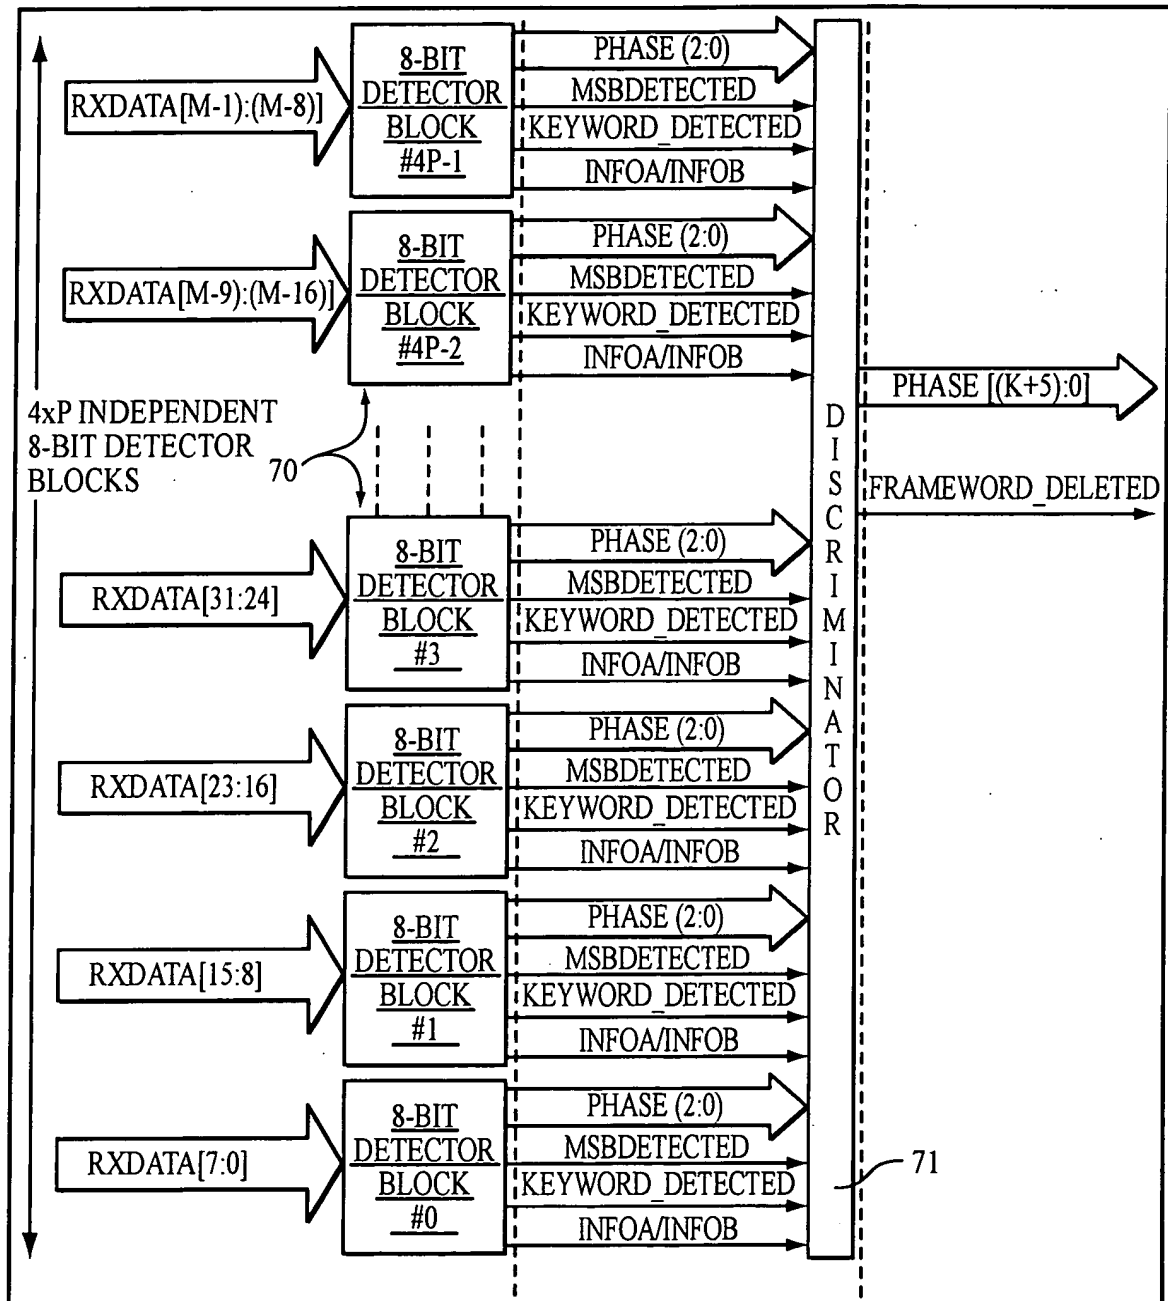 RXDATA[M-1):(M-8)]
8-BIT
DETECTOR
BLOCK
#4P-1
PHASE (2:0)
MSBDETECTED
KEYWORD_DETECTED
INFOA/INFOB
RXDATA[M-9):(M-16)]
8-BIT
DETECTOR
BLOCK
#4P-2
PHASE (2:0)
MSBDETECTED
KEYWORD_DETECTED
INFOA/INFOB
4xP INDEPENDENT
8-BIT DETECTOR
BLOCKS
70
DISCRIMINATOR
PHASE [(K+5):0]
FRAMEWORD_DELETED
RXDATA[31:24]
8-BIT
DETECTOR
BLOCK
#3
PHASE (2:0)
MSBDETECTED
KEYWORD_DETECTED
INFOA/INFOB
RXDATA[23:16]
8-BIT
DETECTOR
BLOCK
#2
PHASE (2:0)
MSBDETECTED
KEYWORD_DETECTED
INFOA/INFOB
RXDATA[15:8]
8-BIT
DETECTOR
BLOCK
#1
PHASE (2:0)
MSBDETECTED
KEYWORD_DETECTED
INFOA/INFOB
RXDATA[7:0]
8-BIT
DETECTOR
BLOCK
#0
PHASE (2:0)
MSBDETECTED
KEYWORD_DETECTED
INFOA/INFOB
71